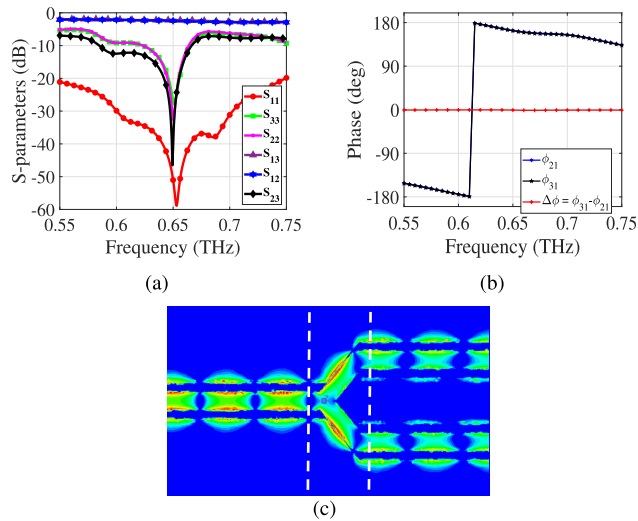 0
-10
-20
-30
-40
-50
-60
S-parameters (dB)
S₁₁
S₃₃
S₂₂
S₁₃
S₁₂
S₂₃
0.55 0.6 0.65 0.7 0.75
Frequency (THz)
(a)
180
90
0
-90
-180
Phase (deg)
ϕ₂₁
ϕ₃₁
Δϕ = ϕ₃₁-ϕ₂₁
0.55 0.6 0.65 0.7 0.75
Frequency (THz)
(b)
(c)